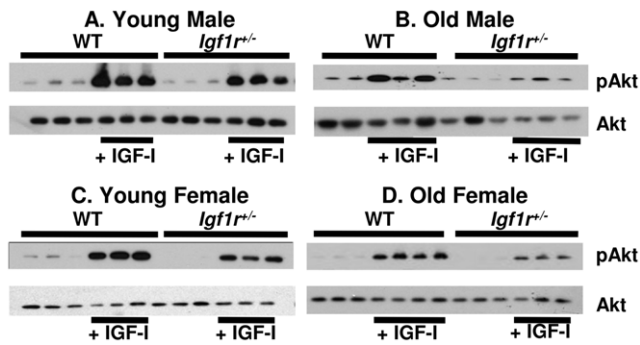 A. Young Male
WT Igf1r+/-
+ IGF-I + IGF-I
B. Old Male
WT Igf1r+/-
pAkt
Akt
+ IGF-I + IGF-I
C. Young Female
WT Igf1r+/-
+ IGF-I + IGF-I
D. Old Female
WT Igf1r+/-
pAkt
Akt
+ IGF-I + IGF-I